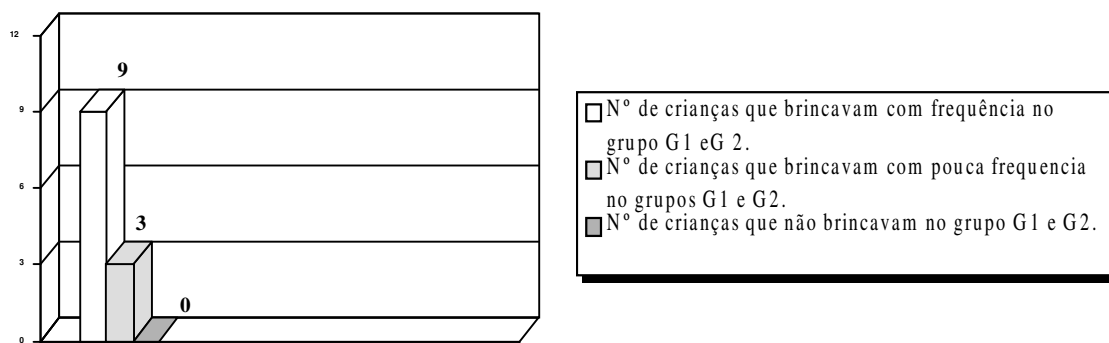 12
9
6
3
0
9
3
0
Nº de crianças que brincavam com frequência no
grupo G1 eG 2.
Nº de crianças que brincavam com pouca frequencia
no grupos G1 e G2.
Nº de crianças que não brincavam no grupo G1 e G2.